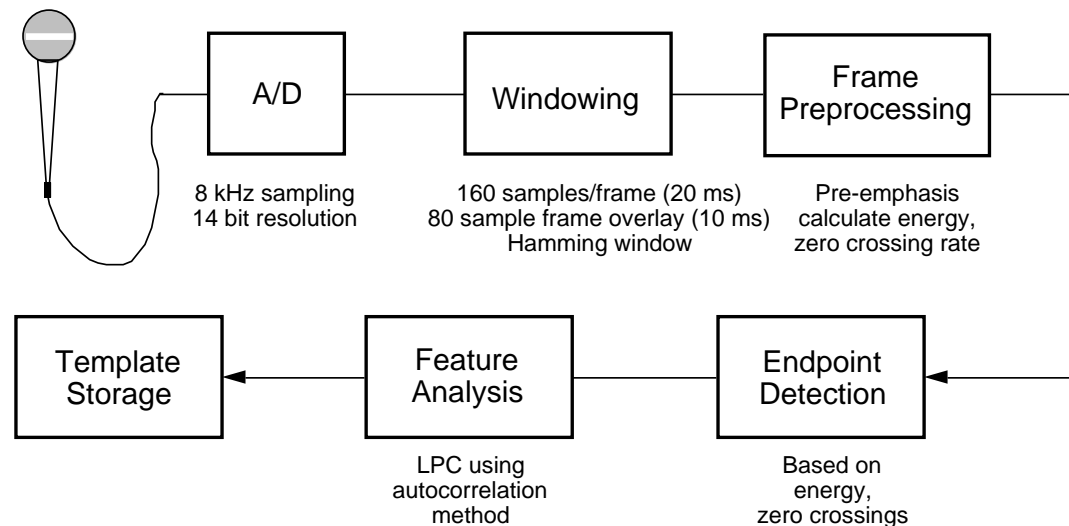 A/D
Windowing
Frame
Preprocessing
8 kHz sampling
14 bit resolution
160 samples/frame (20 ms)
80 sample frame overlay (10 ms)
Hamming window
Pre-emphasis
calculate energy,
zero crossing rate
Template
Storage
Feature
Analysis
Endpoint
Detection
LPC using
autocorrelation
method
Based on
energy,
zero crossings